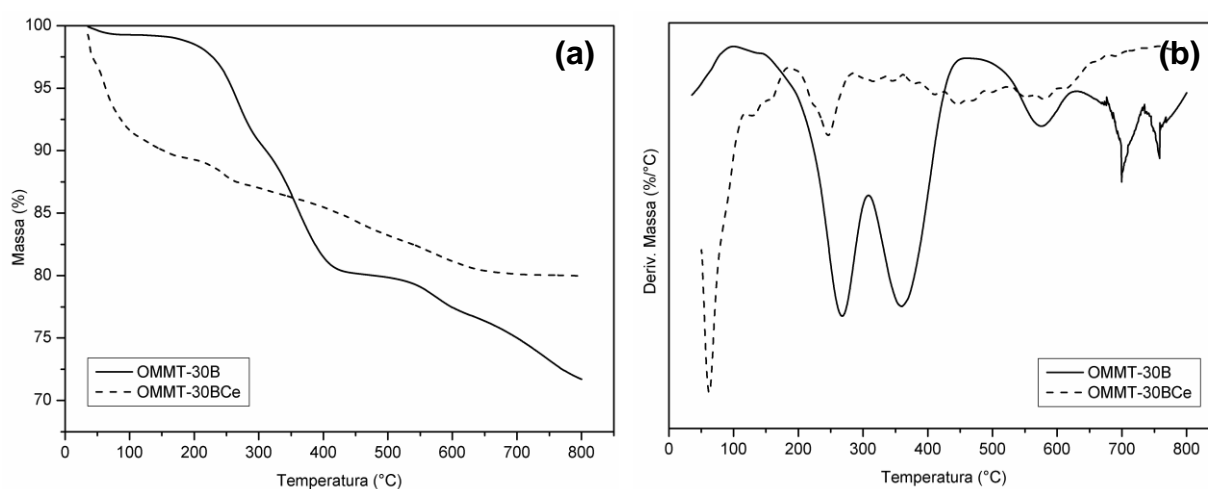 (a)
Massa (%)
100
95
90
85
80
75
70
OMMT-30B
OMMT-30BCe
0 100 200 300 400 500 600 700 800
Temperatura (°C)
(b)
Deriv. Massa (%/°C)
OMMT-30B
OMMT-30BCe
0 100 200 300 400 500 600 700 800
Temperatura (°C)